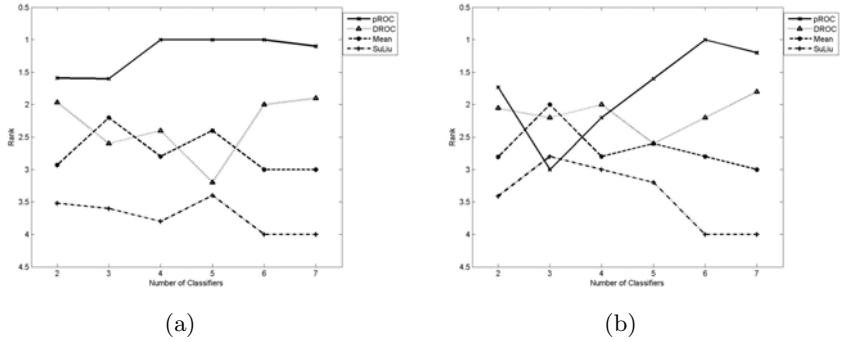 0.5
1
1.5
2
2.5
3
3.5
4
4.5
Rank
2 3 4 5 6 7
Number of Classifiers
pROC
DROC
Mean
SuLiu
(a)
0.5
1
1.5
2
2.5
3
3.5
4
4.5
Rank
2 3 4 5 6 7
Number of Classifiers
pROC
DROC
Mean
SuLiu
(b)